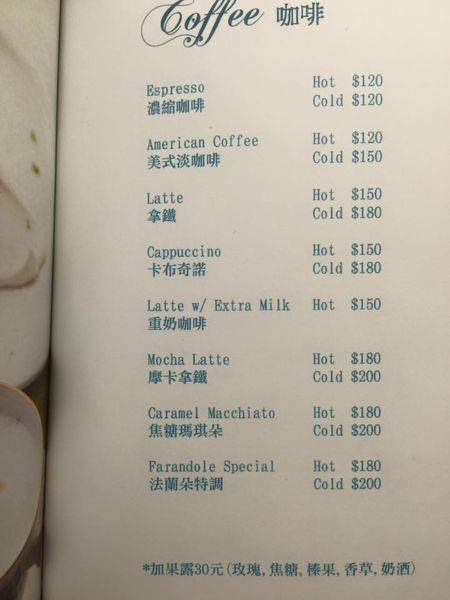 Coffee 咖啡
Espresso Hot $120
濃縮咖啡 Cold $120
American Coffee Hot $120
美式淡咖啡 Cold $150
Latte Hot $150
拿鐵 Cold $180
Cappuccino Hot $150
卡布奇諾 Cold $180
Latte w/ Extra Milk Hot $150
重奶咖啡
Mocha Latte Hot $180
摩卡拿鐵 Cold $200
Caramel Macchiato Hot $180
焦糖瑪琪朵 Cold $200
Farandole Special Hot $180
法蘭朵特調 Cold $200
*加果露30元(玫瑰,焦糖,榛果,香草,奶酒)